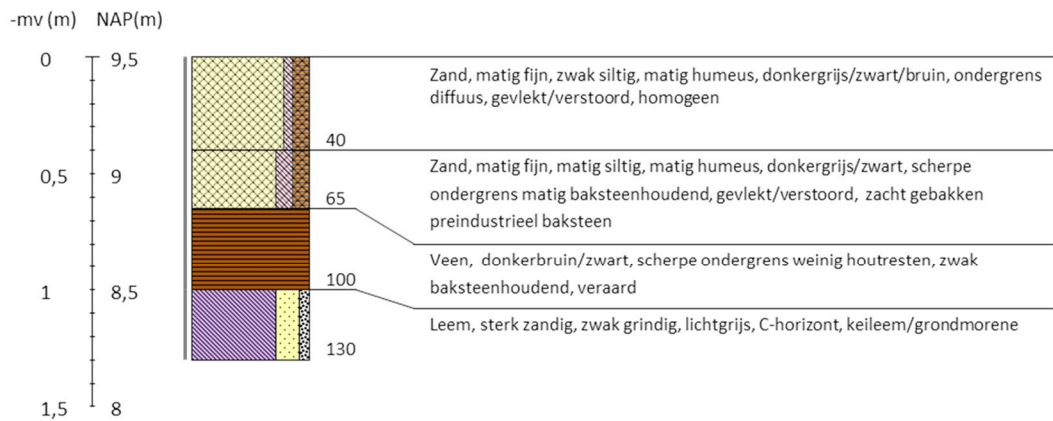 -mv (m) NAP(m)
0 9,5
Zand, matig fijn, zwak siltig, matig humeus, donkergrijs/zwart/bruin, ondergrens
diffuus, gevlekt/verstoord, homogeen
40
0,5 9
Zand, matig fijn, matig siltig, matig humeus, donkergrijs/zwart, scherpe
ondergrens matig baksteenhoudend, gevlekt/verstoord, zacht gebakken
preindustrieel baksteen
65
Veen, donkerbruin/zwart, scherpe ondergrens weinig houtresten, zwak
baksteenhoudend, veraard
100
1 8,5
Leem, sterk zandig, zwak grindig, lichtgrijs, C-horizont, keileem/grondmorene
130
1,5 8